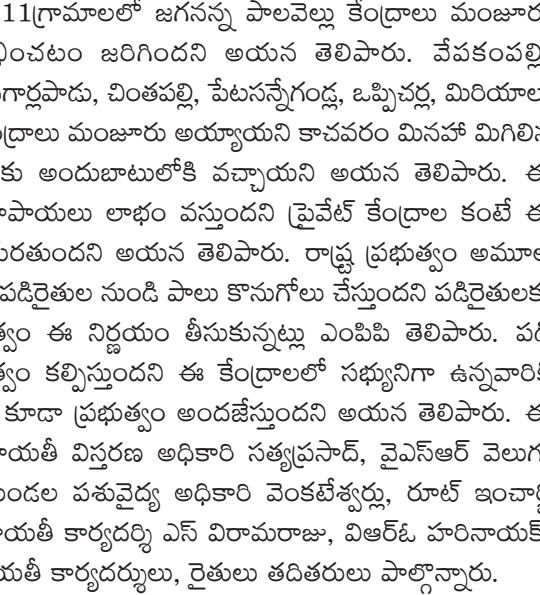 11గ్రామాలలో జగనన్న పాలవెల్లు కేంద్రాలు మంజూరు
చటం జరిగిందని అయన తెలిపారు. వేపకంపల్లి
గార్లపాడు, చింతపల్లి, పేటసన్నేగండ్ల, ఒప్పిచర్ల, మిరియాల
ంద్రాలు మంజూరు అయ్యాయని కాచవరం మినహా మిగిలిన
కు అందుబాటులోకి వచ్చాయని అయన తెలిపారు. ఈ
పాయలు లాభం వస్తుందని ప్రైవేట్ కేంద్రాల కంటే ఈ
రతుందని అయన తెలిపారు. రాష్ట్ర ప్రభుత్వం అమూల
పడిరైతుల నుండి పాలు కొనుగోలు చేస్తుందని పడిరైతులక
త్వం ఈ నిర్ణయం తీసుకున్నట్లు ఎంపిపి తెలిపారు. పడ
త్వం కల్పిస్తుందని ఈ కేంద్రాలలో సభ్యునిగా ఉన్నవారిక
కూడా ప్రభుత్వం అందజేస్తుందని అయన తెలిపారు. ఈ
ాయతీ విస్తరణ అధికారి సత్యప్రసాద్, వైఎస్ఆర్ వెలుగ
ండల పశువైద్య అధికారి వెంకటేశ్వర్లు, రూట్ ఇంచార్జ
ాయతీ కార్యదర్శి ఎస్ విరామరాజు, విఆర్ఓ హరినాయక్
యతీ కార్యదర్శులు, రైతులు తదితరులు పాల్గొన్నారు.